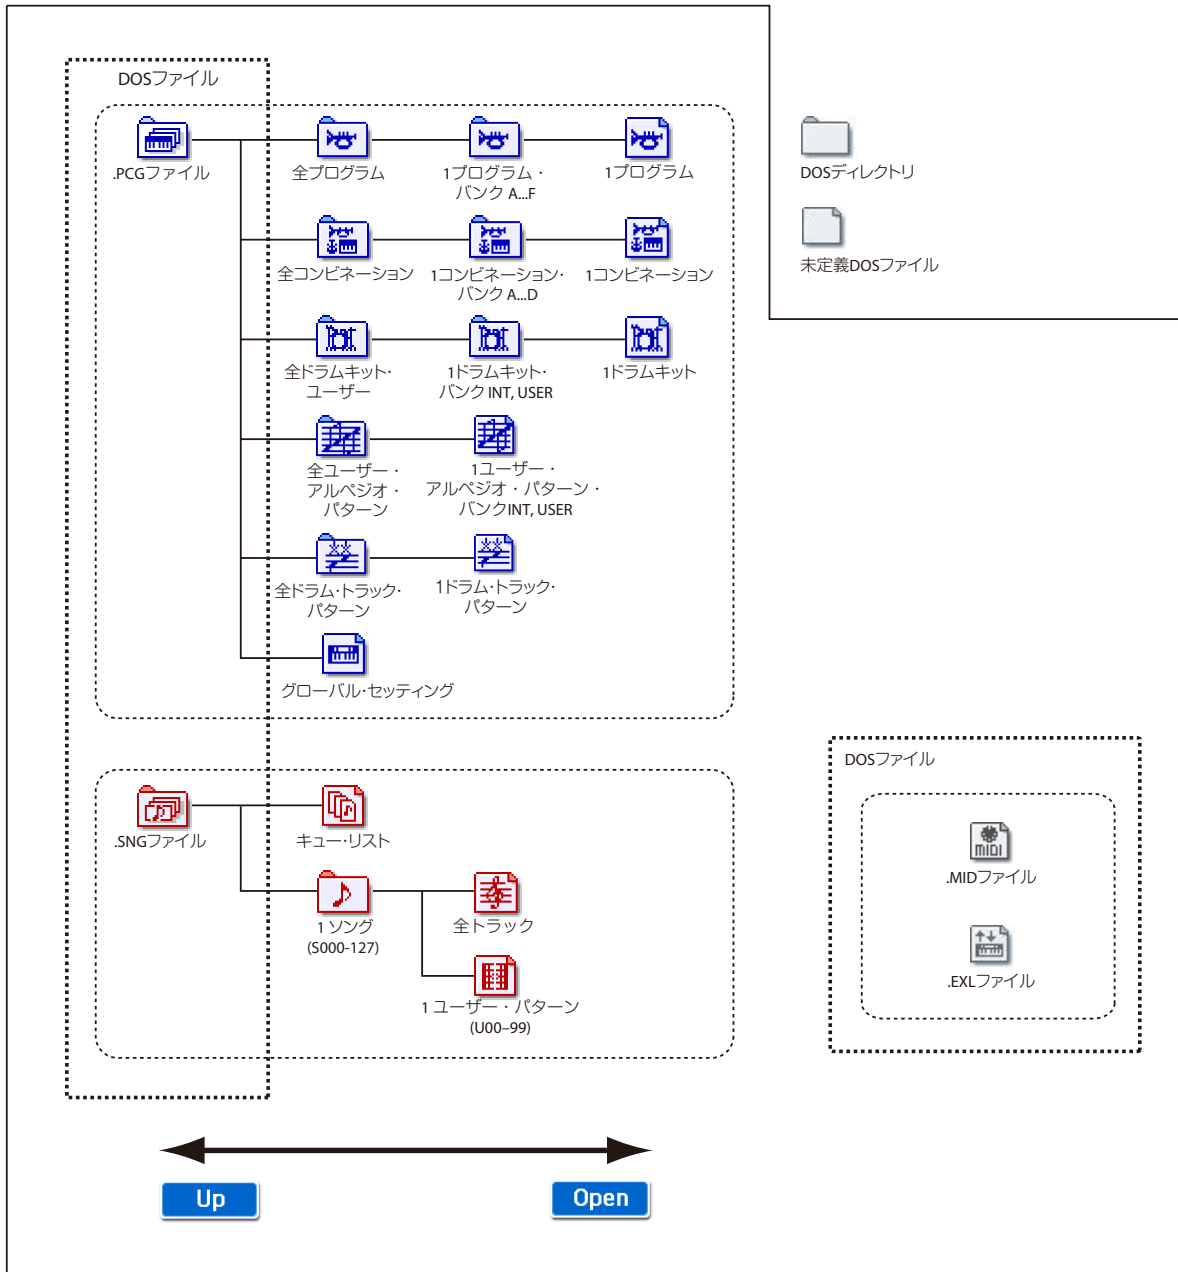 DOSファイル
.PCGファイル
全プログラム
1プログラム・
バンク A...F
1プログラム
全コンビネーション
1コンビネーション・
バンク A...D
1コンビネーション
全ドラムキット・
ユーザー
1ドラムキット・
バンク INT, USER
1ドラムキット
全ユーザー・
アルペジオ・
パターン
1ユーザー・
アルペジオ・パターン・
バンクINT, USER
全ドラム・トラック・
パターン
1ドラム・トラック・
パターン
グローバル・セッティング
DOSディレクトリ
未定義DOSファイル
.SNGファイル
キュー・リスト
1 ソング
(S000-127)
全トラック
1 ユーザー・パターン
(U00–99)
DOSファイル
MIDI
.MIDファイル
.EXLファイル
Up
Open